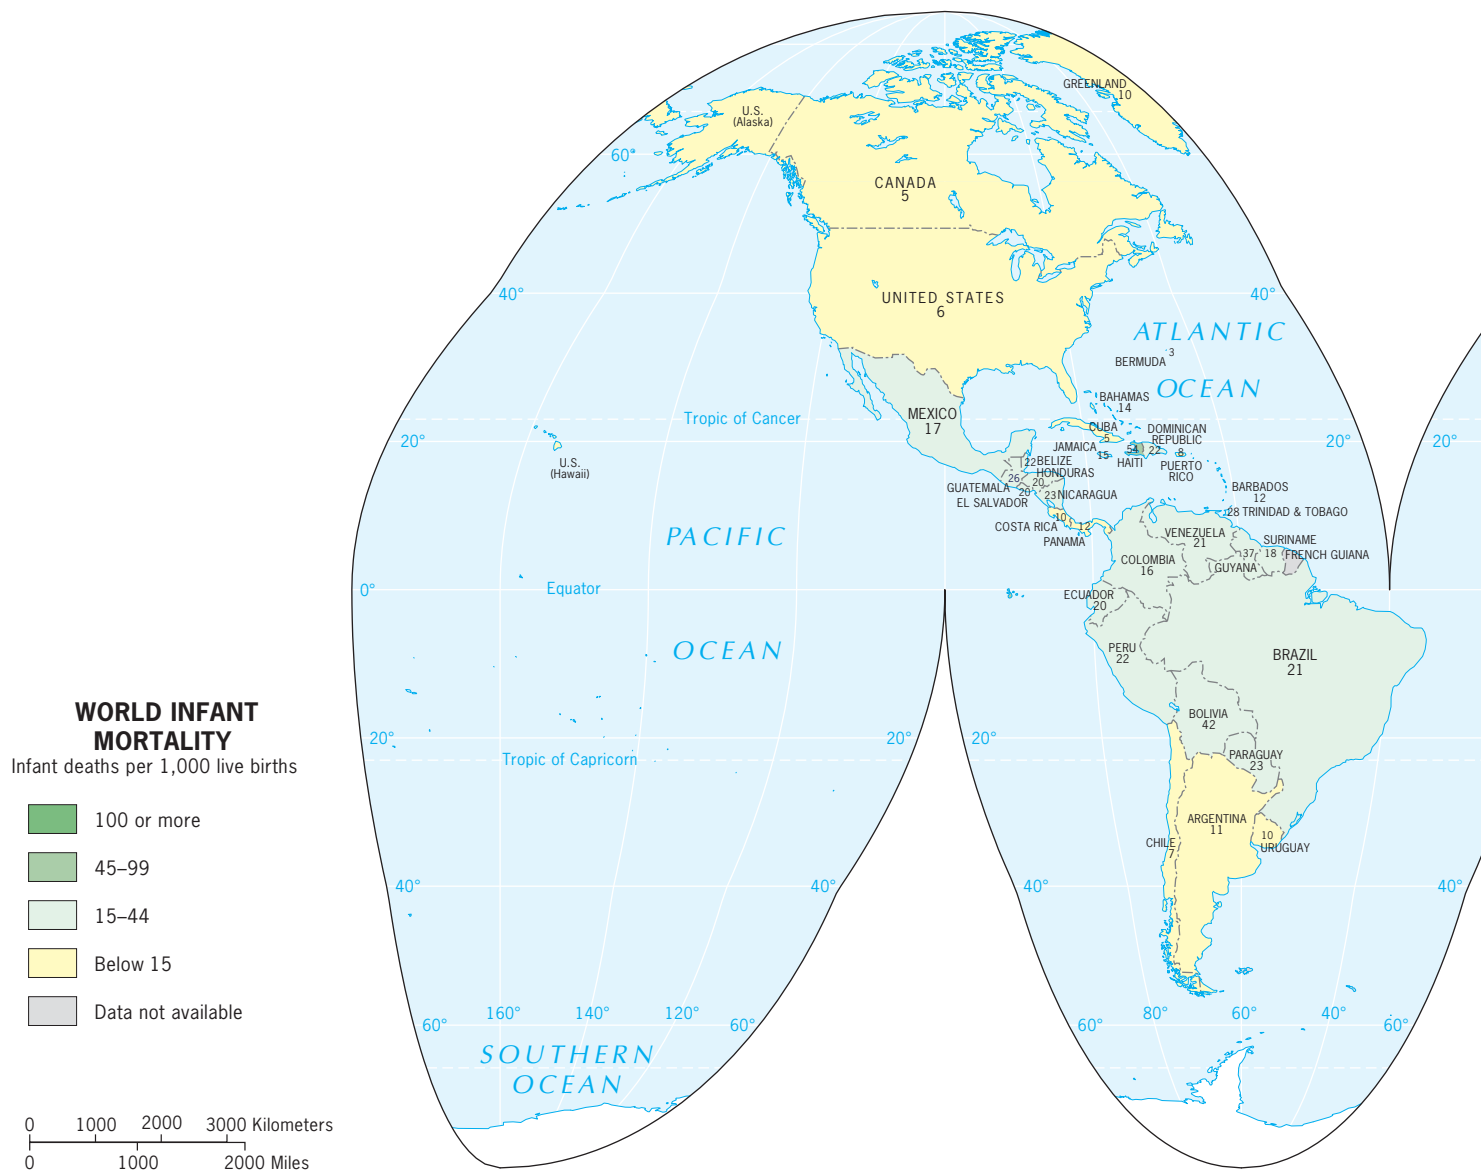 GREENLAND
10
U.S.
(Alaska)
60°
CANADA
5
40°
40°
UNITED STATES
6
ATLANTIC
3
BERMUDA
OCEAN
BAHAMAS
14
MEXICO
17
Tropic of Cancer
CUBA
5
DOMINICAN
REPUBLIC
22
20°
20°
20°
JAMAICA
15
54
HAITI
8
PUERTO
RICO
U.S.
(Hawaii)
22 BELIZE
HONDURAS
20
26
GUATEMALA
20
EL SALVADOR
23 NICARAGUA
BARBADOS
12
28 TRINIDAD & TOBAGO
10
COSTA RICA
12
PANAMA
PACIFIC
VENEZUELA
21
SURINAME
18
37
GUYANA
FRENCH GUIANA
COLOMBIA
16
0°
Equator
ECUADOR
20
OCEAN
PERU
22
BRAZIL
21
BOLIVIA
42
20°
20°
20°
Tropic of Capricorn
PARAGUAY
23
ARGENTINA
11
CHILE
7
10
URUGUAY
40°
40°
40°
40°
60°
160°
140°
120°
60°
60°
80°
60°
40°
60°
SOUTHERN
OCEAN
WORLD INFANT
MORTALITY
Infant deaths per 1,000 live births
100 or more
45–99
15–44
Below 15
Data not available
0 1000 2000 3000 Kilometers
0 1000 2000 Miles